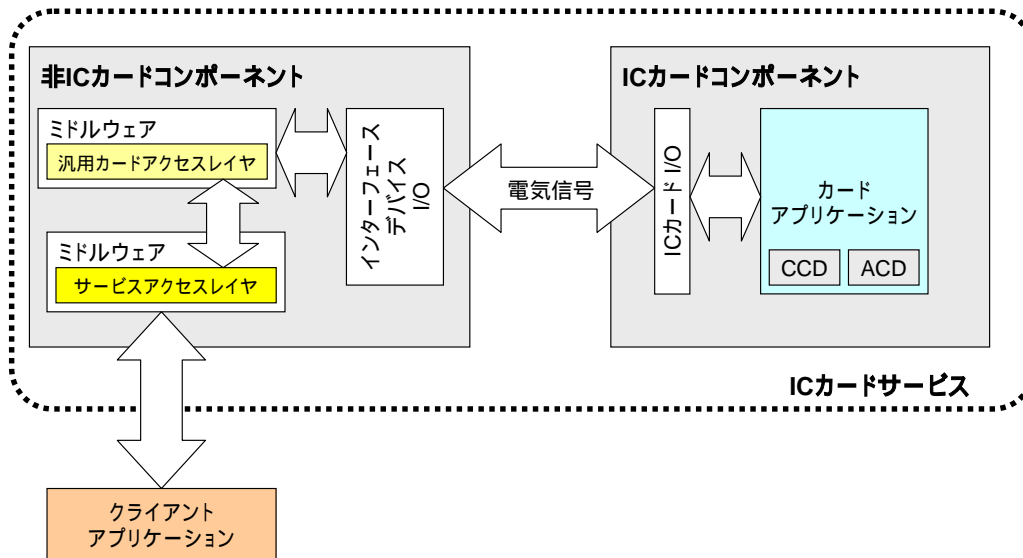 非ICカードコンポーネント
ミドルウェア
汎用カードアクセスレイヤ
ミドルウェア
サービスアクセスレイヤ
インターフェース
デバイス
I/O
電気信号
ICカードコンポーネント
ICカード I/O
カード
アプリケーション
CCD
ACD
ICカードサービス
クライアント
アプリケーション